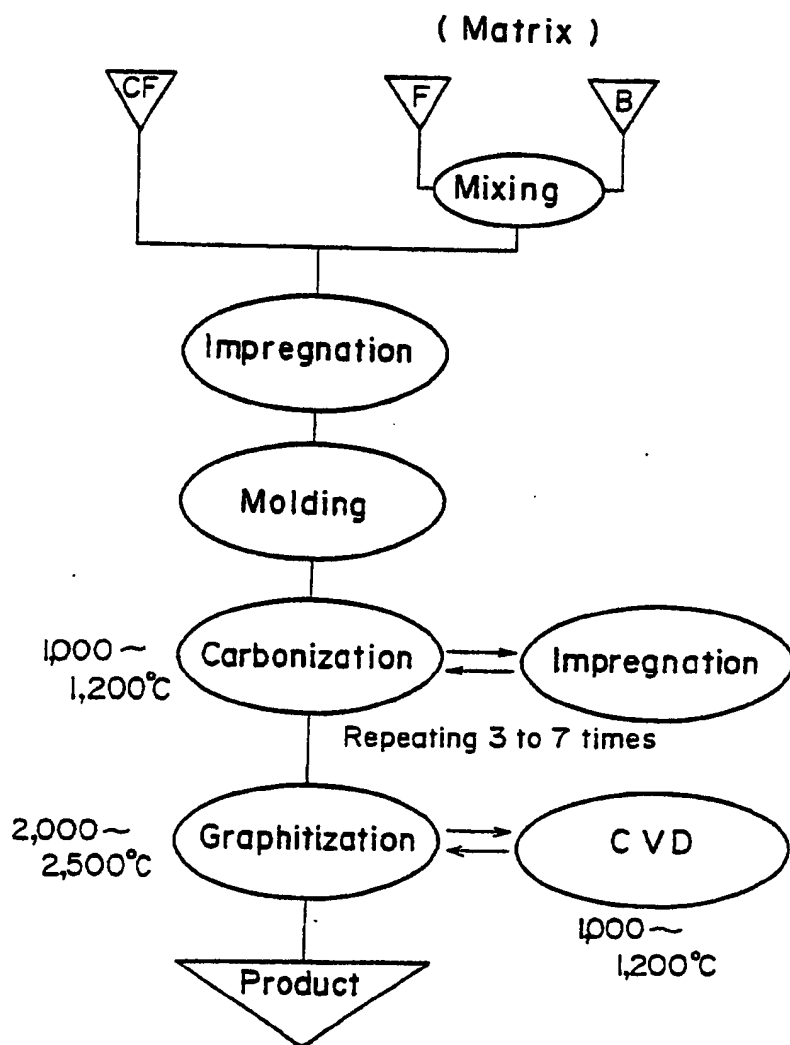 ( Matrix )
CF
F
B
Mixing
Impregnation
Molding
1,000~
1,200°C
Carbonization
Impregnation
Repeating 3 to 7 times
2,000~
2,500°C
Graphitization
CVD
1,000~
1,200°C
Product